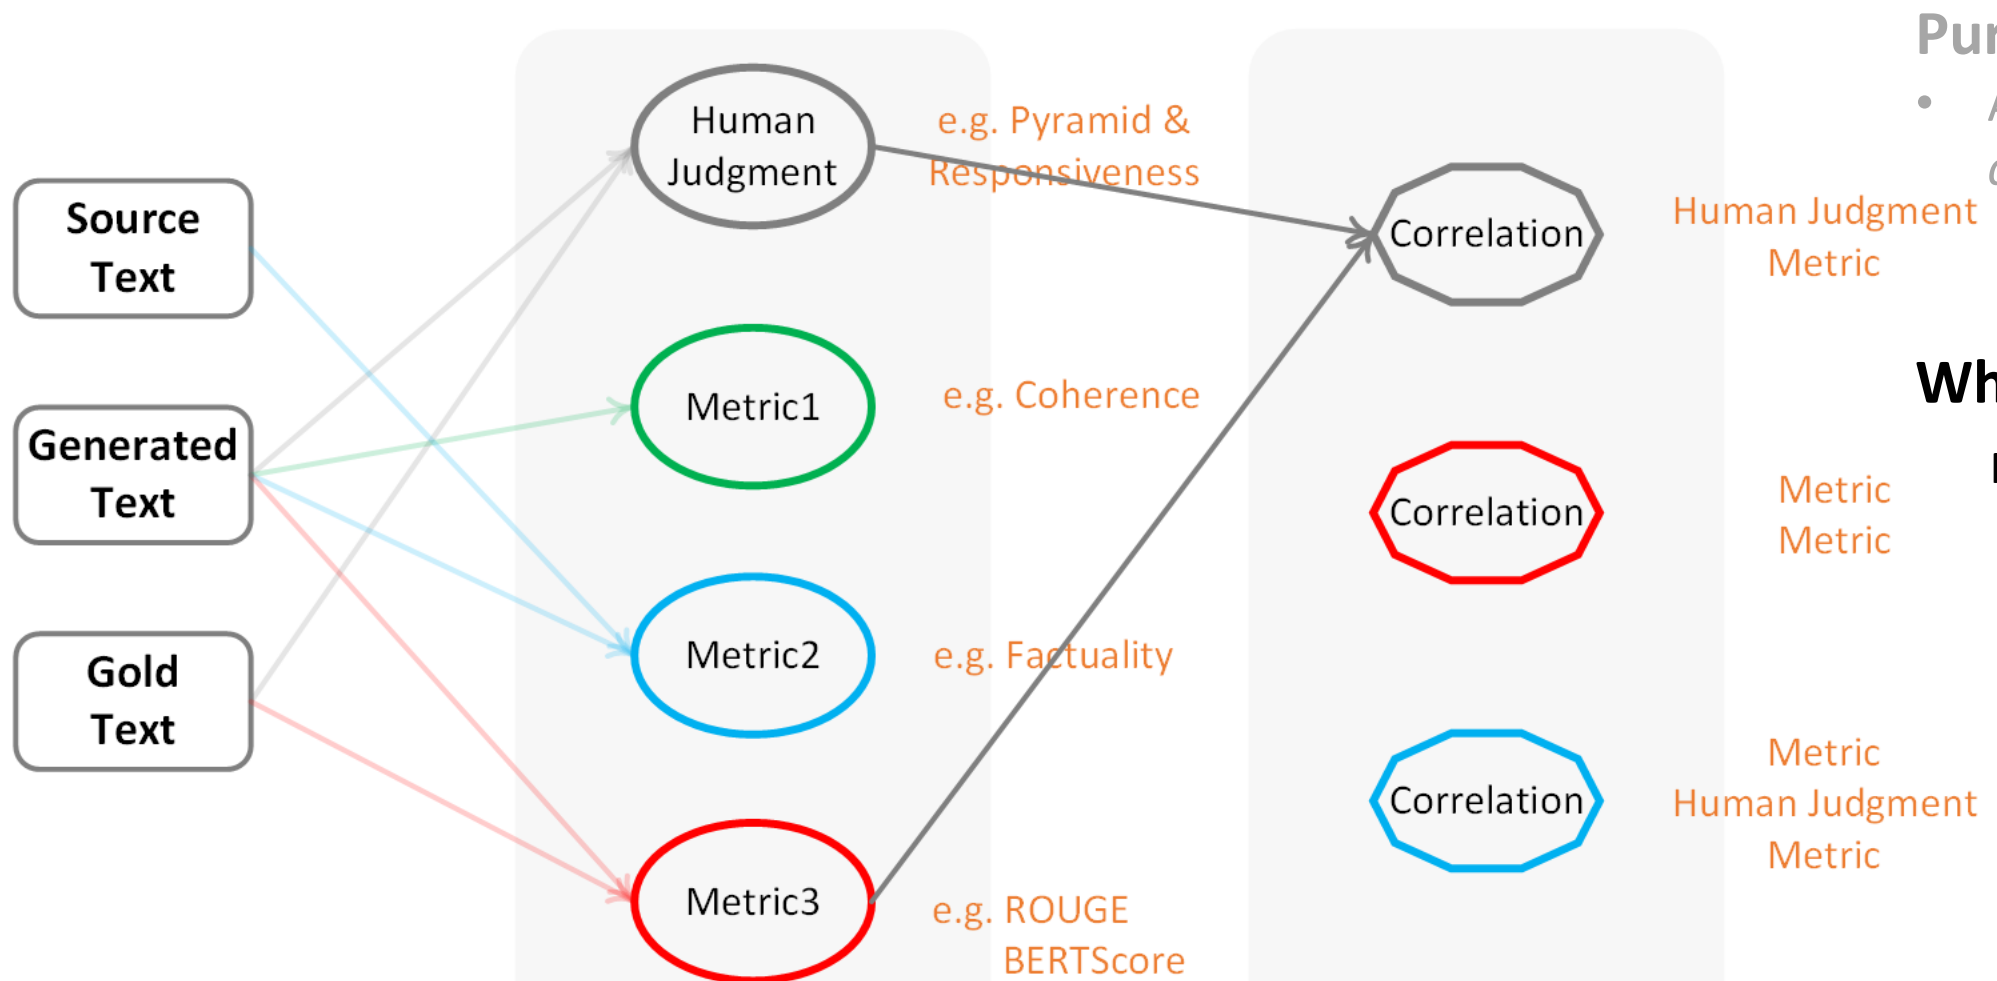 Source
Text
Generated
Text
Gold
Text
Human
Judgment
e.g. Pyramid &
Responsiveness
Metric1
e.g. Coherence
Metric2
e.g. Factuality
Metric3
e.g. ROUGE
BERTScore
Correlation
Human Judgment
Metric
Correlation
Metric
Metric
Correlation
Metric
Human Judgment
Metric